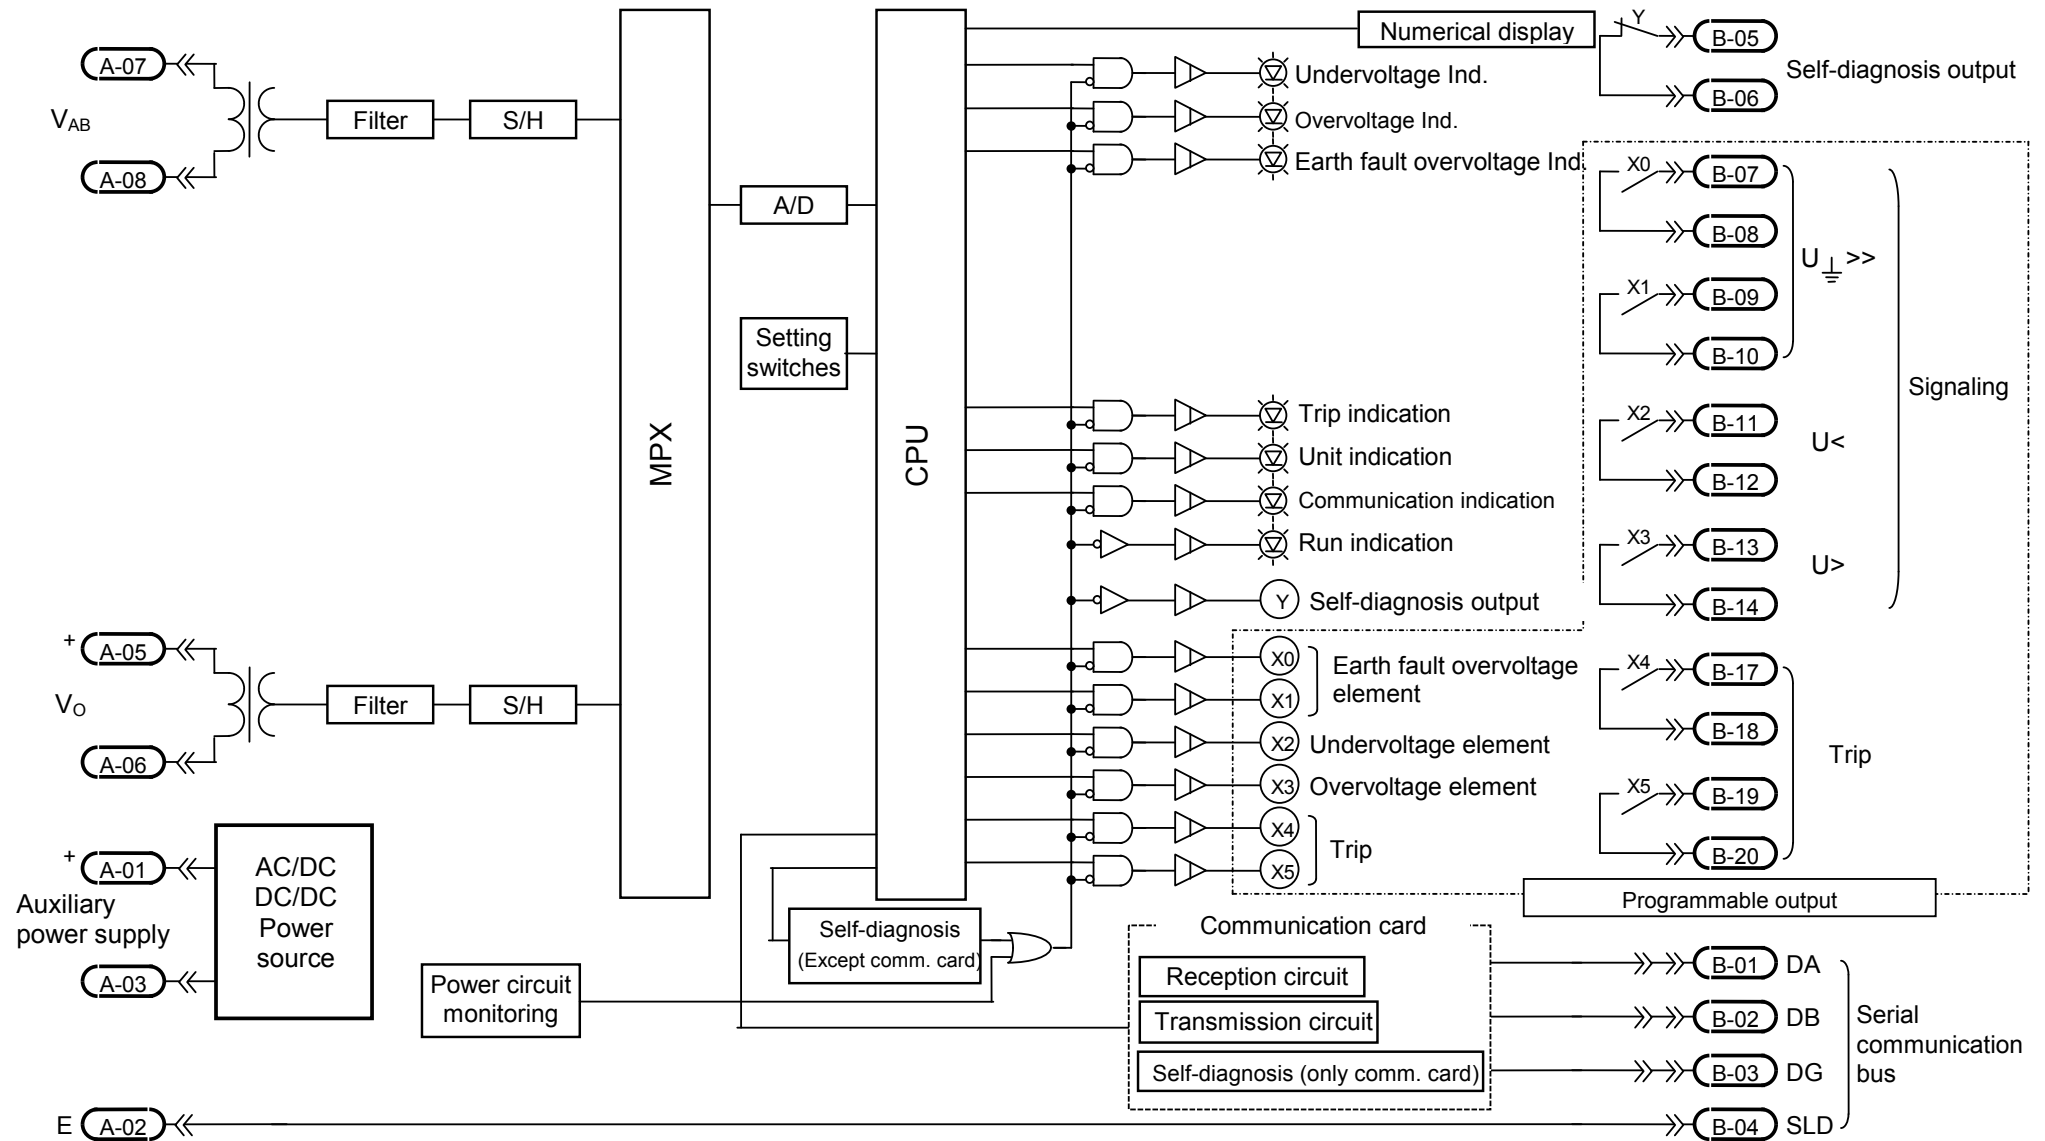 A-07
V_AB
A-08
Filter
S/H
MPX
A/D
Setting
switches
CPU
Numerical display
Undervoltage Ind.
Overvoltage Ind.
Earth fault overvoltage Ind.
Trip indication
Unit indication
Communication indication
Run indication
Y
Self-diagnosis output
X0
X1
Earth fault overvoltage
element
X2
Undervoltage element
X3
Overvoltage element
X4
X5
Trip
Y
B-05
B-06
Self-diagnosis output
X0
B-07
B-08
U⏊>>
X1
B-09
B-10
X2
B-11
U<
B-12
X3
B-13
U>
B-14
Signaling
X4
B-17
B-18
Trip
X5
B-19
B-20
Programmable output
+
A-05
V_O
A-06
Filter
S/H
+
A-01
Auxiliary
power supply
A-03
AC/DC
DC/DC
Power
source
Power circuit
monitoring
Self-diagnosis
(Except comm. card)
Communication card
Reception circuit
Transmission circuit
Self-diagnosis (only comm. card)
B-01 DA
B-02 DB
B-03 DG
Serial
communication
bus
E A-02
B-04 SLD